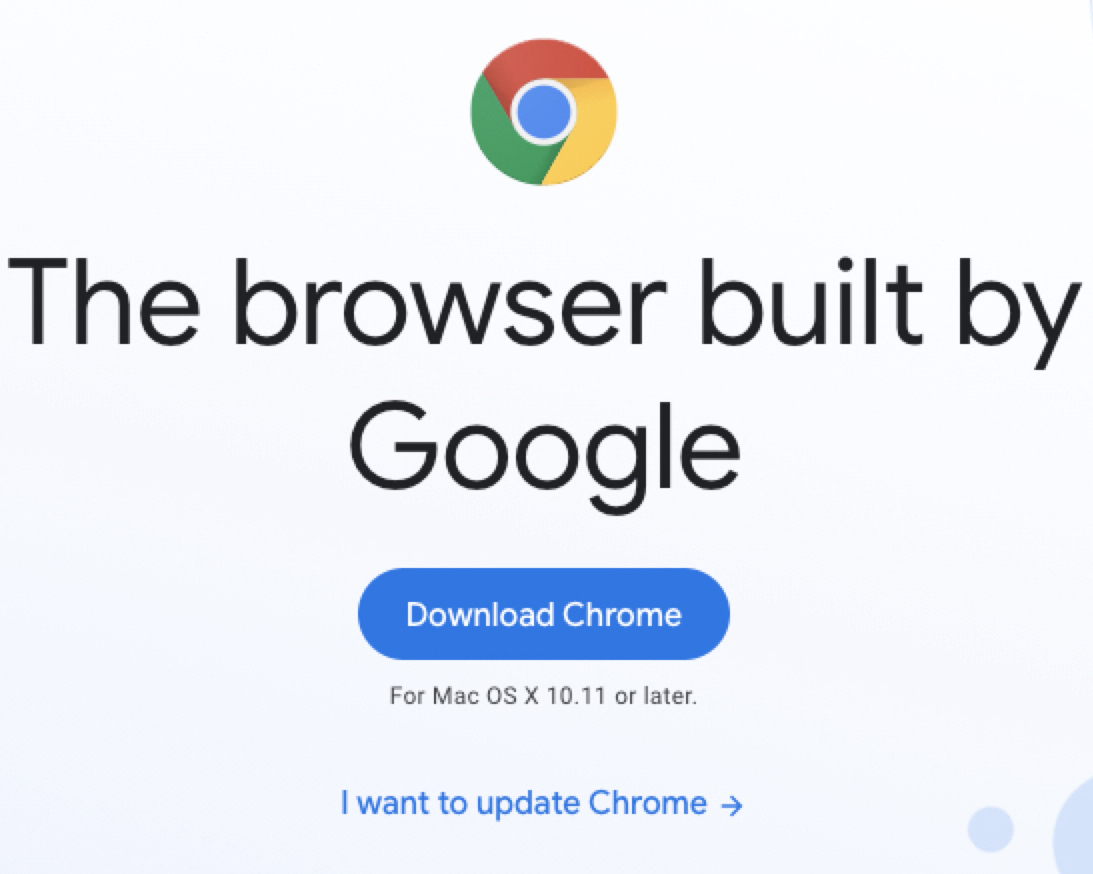 The browser built by
Google
Download Chrome
For Mac OS X 10.11 or later.
I want to update Chrome →